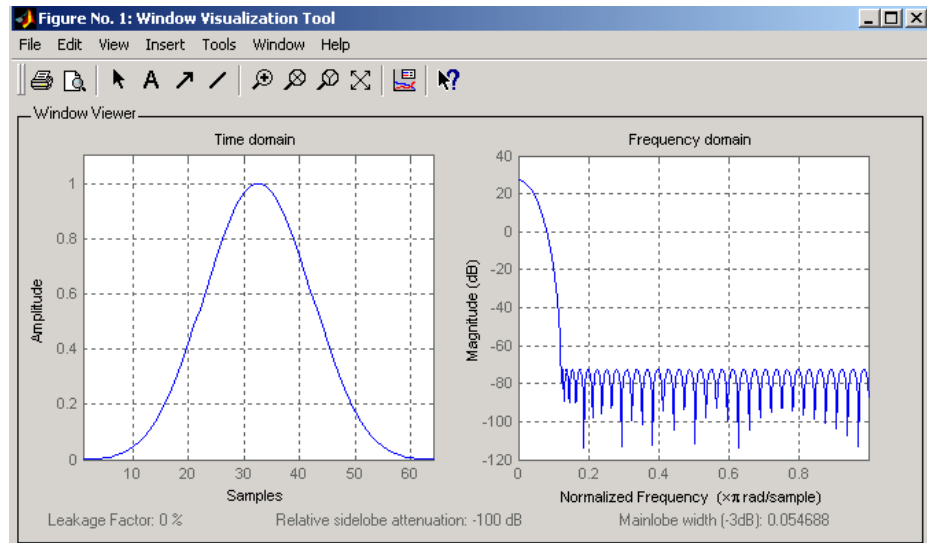 Figure No. 1: Window Visualization Tool
File Edit View Insert Tools Window Help
A
Window Viewer
Time domain
1
0.8
0.6
0.4
0.2
0
10 20 30 40 50 60
Amplitude
Samples
Frequency domain
40
20
0
-20
-40
-60
-80
-100
-120
0 0.2 0.4 0.6 0.8
Magnitude (dB)
Normalized Frequency (×π rad/sample)
Leakage Factor: 0 % Relative sidelobe attenuation: -100 dB Mainlobe width (-3dB): 0.054688